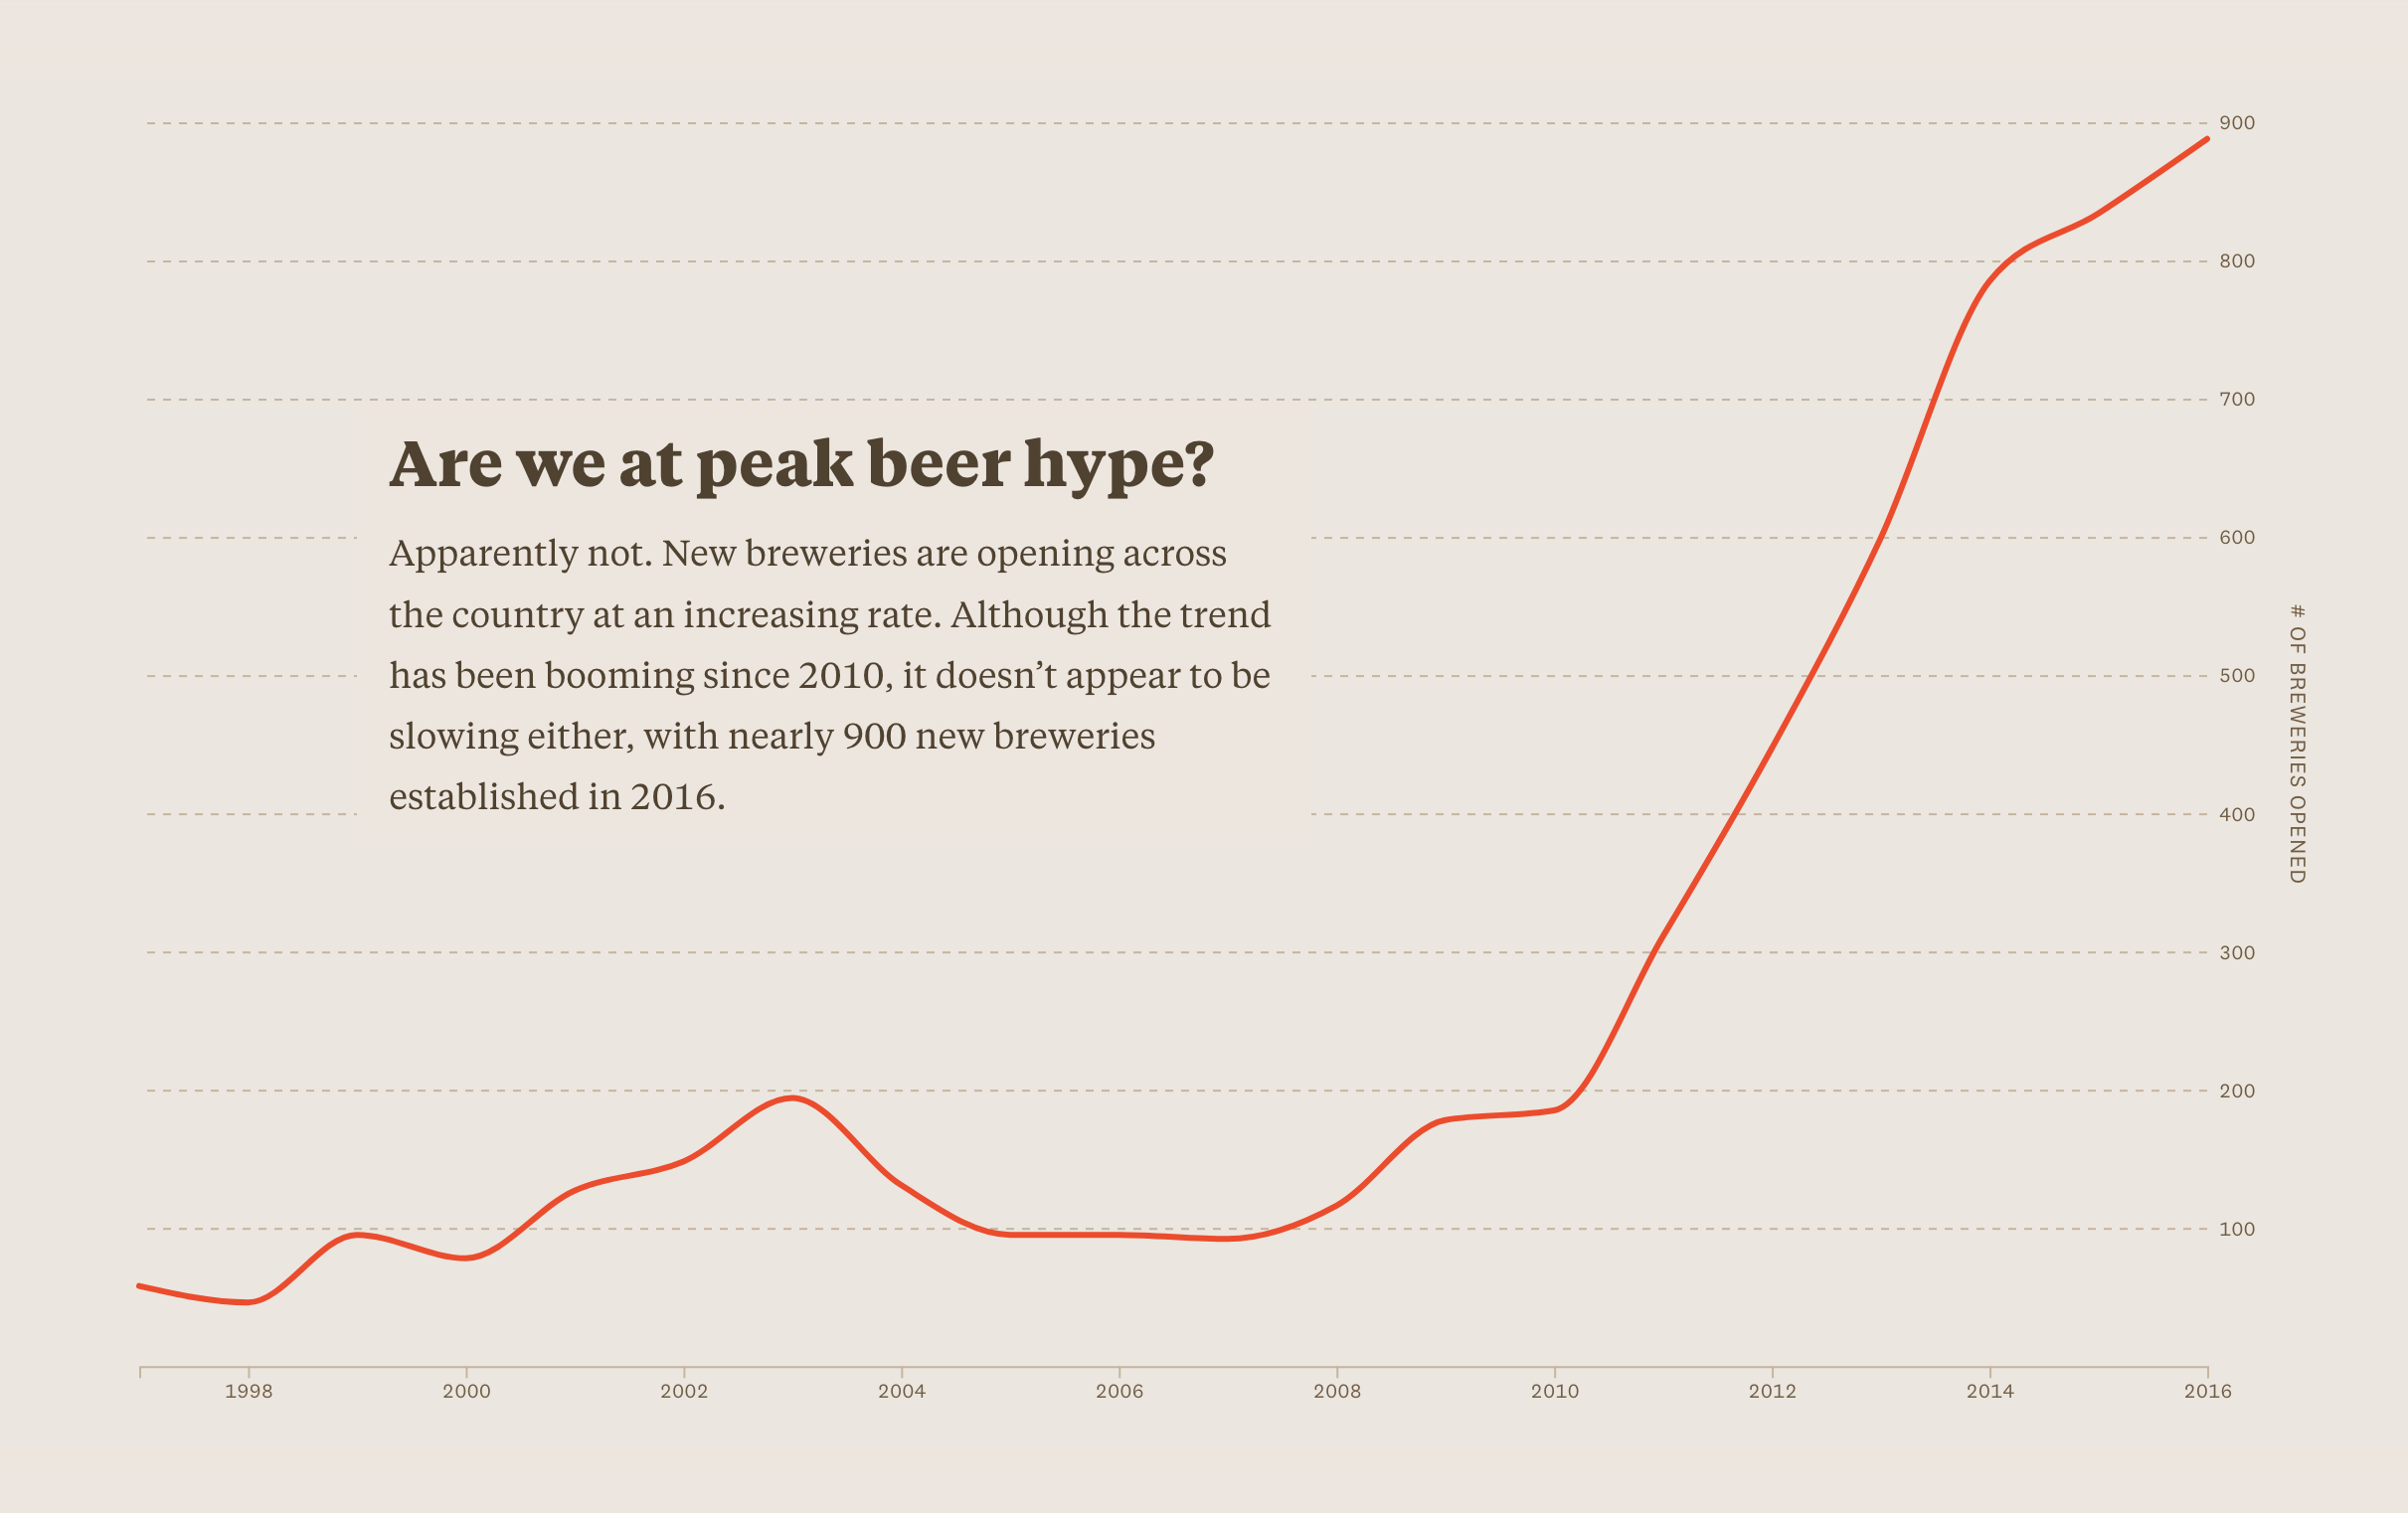 900
800
700
Are we at peak beer hype?
Apparently not. New breweries are opening across
the country at an increasing rate. Although the trend
has been booming since 2010, it doesn’t appear to be
slowing either, with nearly 900 new breweries
established in 2016.
600
500
400
300
200
100
# OF BREWERIES OPENED
1998 2000 2002 2004 2006 2008 2010 2012 2014 2016